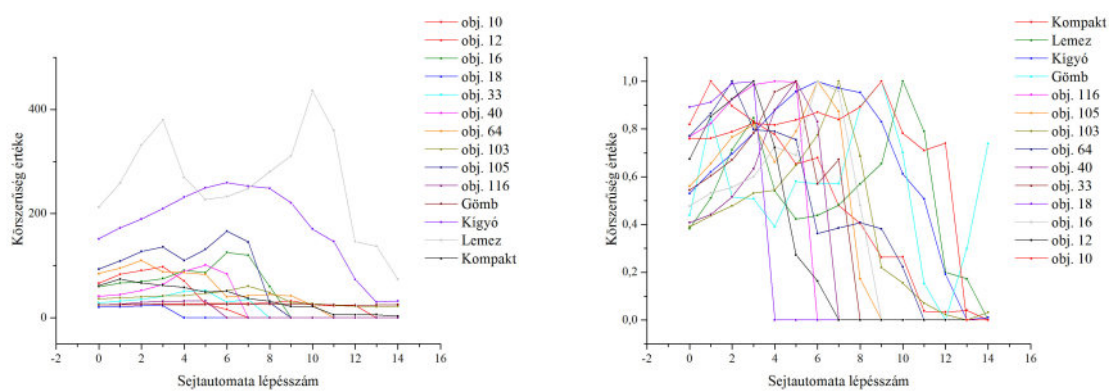 Körszerűség értéke
400
200
0
-2
0
2
4
6
8
10
12
14
16
Sejtautomata lépésszám
obj. 10
obj. 12
obj. 16
obj. 18
obj. 33
obj. 40
obj. 64
obj. 103
obj. 105
obj. 116
Gömb
Kígyó
Lemez
Kompakt
Körszerűség értéke
1,0
0,8
0,6
0,4
0,2
0,0
-2
0
2
4
6
8
10
12
14
16
Sejtautomata lépésszám
Kompakt
Lemez
Kígyó
Gömb
obj. 116
obj. 105
obj. 103
obj. 64
obj. 40
obj. 33
obj. 18
obj. 16
obj. 12
obj. 10